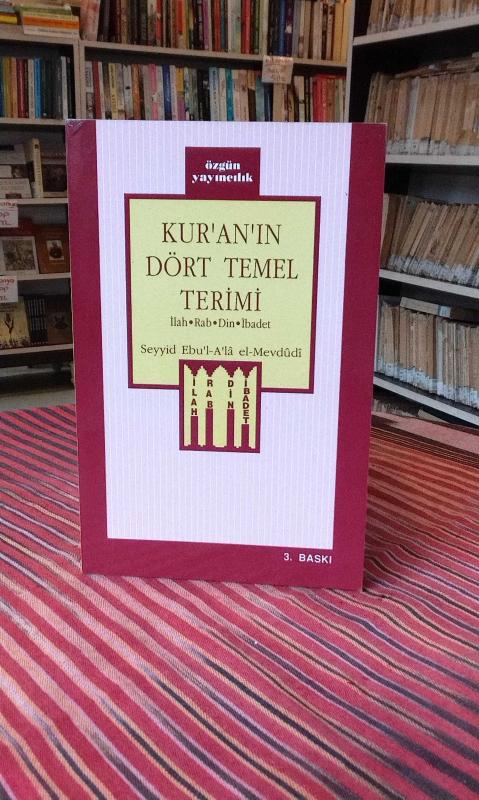 özgün
yayıncılık
KUR'AN'IN
DÖRT TEMEL
TERİMİ
İlah•Rab•Din•İbadet
Seyyid Ebu'l-A'lâ el-Mevdûdî
İLAH
RAB
DİN
İBADET
3. BASKI